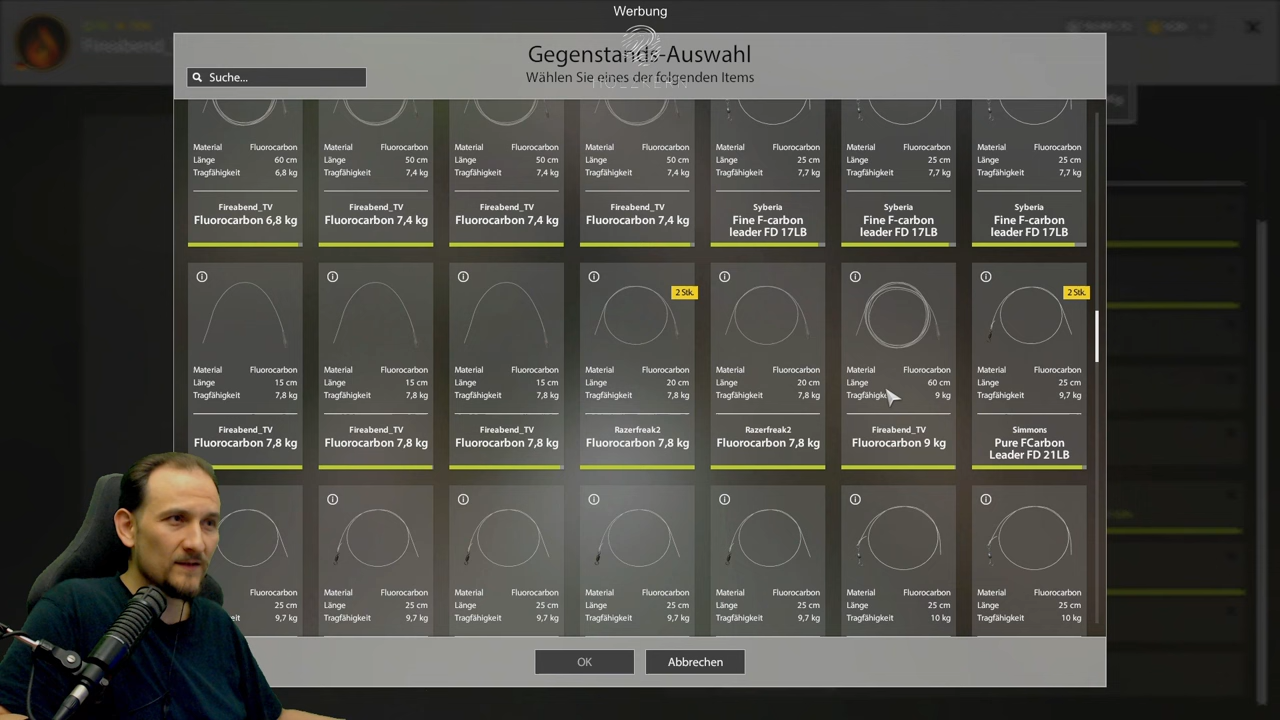 Werbung
Gegenstands-Auswahl
Suche...
Wählen Sie eines der folgenden Items
Material Fluorocarbon
Länge 60 cm
Tragfähigkeit 6,8 kg
Fireabend_TV
Fluorocarbon 6,8 kg
Material Fluorocarbon
Länge 50 cm
Tragfähigkeit 7,4 kg
Fireabend_TV
Fluorocarbon 7,4 kg
Material Fluorocarbon
Länge 50 cm
Tragfähigkeit 7,4 kg
Fireabend_TV
Fluorocarbon 7,4 kg
Material Fluorocarbon
Länge 50 cm
Tragfähigkeit 7,4 kg
Fireabend_TV
Fluorocarbon 7,4 kg
Material Fluorocarbon
Länge 25 cm
Tragfähigkeit 7,7 kg
Syberia
Fine F-carbon
leader FD 17LB
Material Fluorocarbon
Länge 25 cm
Tragfähigkeit 7,7 kg
Syberia
Fine F-carbon
leader FD 17LB
Material Fluorocarbon
Länge 25 cm
Tragfähigkeit 7,7 kg
Syberia
Fine F-carbon
leader FD 17LB
Material Fluorocarbon
Länge 15 cm
Tragfähigkeit 7,8 kg
Fireabend_TV
Fluorocarbon 7,8 kg
Material Fluorocarbon
Länge 15 cm
Tragfähigkeit 7,8 kg
Fireabend_TV
Fluorocarbon 7,8 kg
Material Fluorocarbon
Länge 15 cm
Tragfähigkeit 7,8 kg
Fireabend_TV
Fluorocarbon 7,8 kg
2 Stk.
Material Fluorocarbon
Länge 20 cm
Tragfähigkeit 7,8 kg
Razerfreak2
Fluorocarbon 7,8 kg
Material Fluorocarbon
Länge 20 cm
Tragfähigkeit 7,8 kg
Razerfreak2
Fluorocarbon 7,8 kg
Material Fluorocarbon
Länge 60 cm
Tragfähigke 9 kg
Fireabend_TV
Fluorocarbon 9 kg
2 Stk.
Material Fluorocarbon
Länge 25 cm
Tragfähigkeit 9,7 kg
Simmons
Pure FCarbon
Leader FD 21LB
Fluorocarbon
25 cm
eit 9,7 kg
Material Fluorocarbon
Länge 25 cm
Tragfähigkeit 9,7 kg
Material Fluorocarbon
Länge 25 cm
Tragfähigkeit 9,7 kg
Material Fluorocarbon
Länge 25 cm
Tragfähigkeit 9,7 kg
Material Fluorocarbon
Länge 25 cm
Tragfähigkeit 9,7 kg
Material Fluorocarbon
Länge 25 cm
Tragfähigkeit 10 kg
Material Fluorocarbon
Länge 25 cm
Tragfähigkeit 10 kg
OK
Abbrechen
Fireabend_